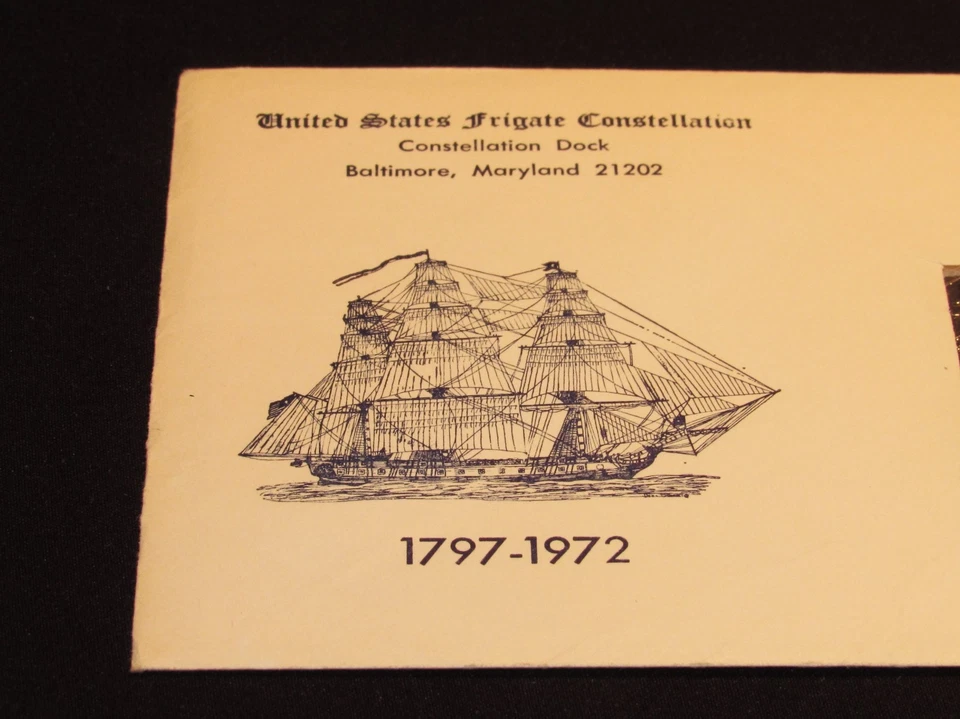 United States Frigate Constellation
Constellation Dock
Baltimore, Maryland 21202
1797-1972